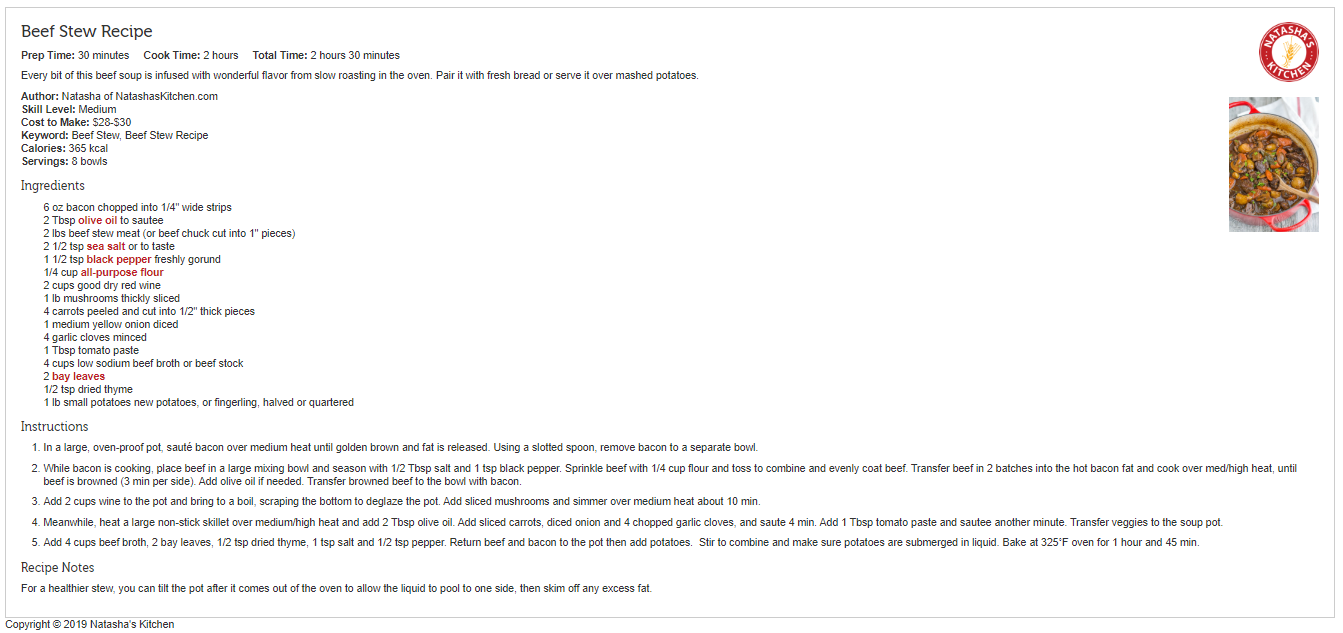 Beef Stew Recipe
NATASHA'S
KITCHEN
Prep Time: 30 minutes Cook Time: 2 hours Total Time: 2 hours 30 minutes
Every bit of this beef soup is infused with wonderful flavor from slow roasting in the oven. Pair it with fresh bread or serve it over mashed potatoes.
Author: Natasha of NatashasKitchen.com
Skill Level: Medium
Cost to Make: $28-$30
Keyword: Beef Stew, Beef Stew Recipe
Calories: 365 kcal
Servings: 8 bowls
Ingredients
6 oz bacon chopped into 1/4" wide strips
2 Tbsp olive oil to sautee
2 lbs beef stew meat (or beef chuck cut into 1" pieces)
2 1/2 tsp sea salt or to taste
1 1/2 tsp black pepper freshly gorund
1/4 cup all-purpose flour
2 cups good dry red wine
1 lb mushrooms thickly sliced
4 carrots peeled and cut into 1/2" thick pieces
1 medium yellow onion diced
4 garlic cloves minced
1 Tbsp tomato paste
4 cups low sodium beef broth or beef stock
2 bay leaves
1/2 tsp dried thyme
1 lb small potatoes new potatoes, or fingerling, halved or quartered
Instructions
1. In a large, oven-proof pot, sauté bacon over medium heat until golden brown and fat is released. Using a slotted spoon, remove bacon to a separate bowl.
2. While bacon is cooking, place beef in a large mixing bowl and season with 1/2 Tbsp salt and 1 tsp black pepper. Sprinkle beef with 1/4 cup flour and toss to combine and evenly coat beef. Transfer beef in 2 batches into the hot bacon fat and cook over med/high heat, until
beef is browned (3 min per side). Add olive oil if needed. Transfer browned beef to the bowl with bacon.
3. Add 2 cups wine to the pot and bring to a boil, scraping the bottom to deglaze the pot. Add sliced mushrooms and simmer over medium heat about 10 min.
4. Meanwhile, heat a large non-stick skillet over medium/high heat and add 2 Tbsp olive oil. Add sliced carrots, diced onion and 4 chopped garlic cloves, and saute 4 min. Add 1 Tbsp tomato paste and sautee another minute. Transfer veggies to the soup pot.
5. Add 4 cups beef broth, 2 bay leaves, 1/2 tsp dried thyme, 1 tsp salt and 1/2 tsp pepper. Return beef and bacon to the pot then add potatoes. Stir to combine and make sure potatoes are submerged in liquid. Bake at 325°F oven for 1 hour and 45 min.
Recipe Notes
For a healthier stew, you can tilt the pot after it comes out of the oven to allow the liquid to pool to one side, then skim off any excess fat.
Copyright © 2019 Natasha's Kitchen